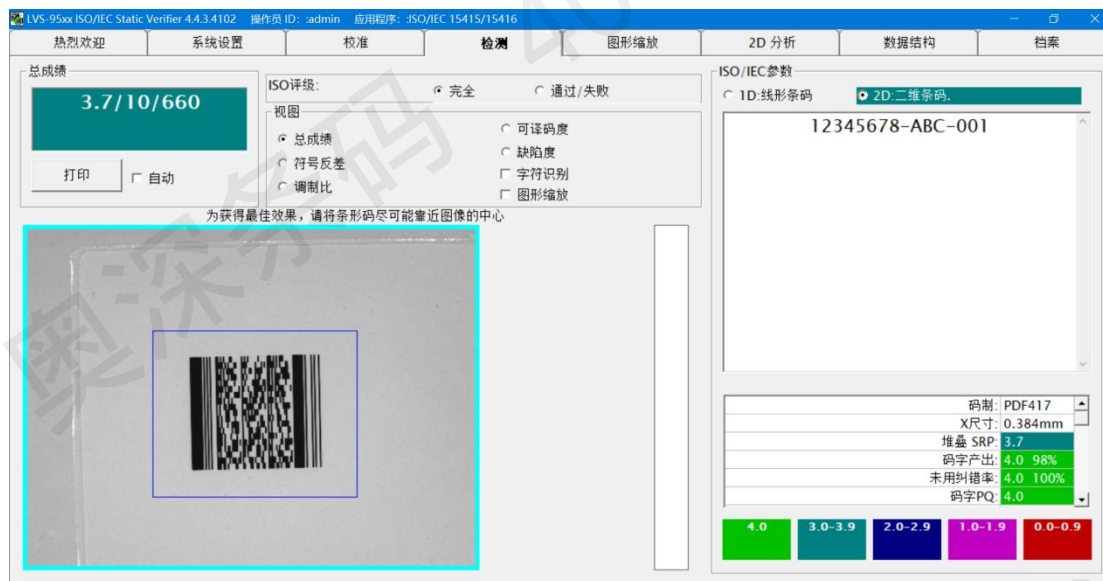 LVS-95xx ISO/IEC Static Verifier 4.4.3.4102 操作员 ID: :admin 应用程序: :ISO/IEC 15415/15416
热烈欢迎 系统设置 校准 检测 图形缩放 2D 分析 数据结构 档案
总成绩
3.7/10/660
打印
自动
ISO评级:
完全 通过/失败
视图
总成绩
符号反差
调制比
可译码度
缺陷度
字符识别
图形缩放
为获得最佳效果，请将条形码尽可能靠近图像的中心
ISO/IEC参数
1D:线形条码 2D:二维条码.
12345678-ABC-001
码制: PDF417
X尺寸: 0.384mm
堆叠 SRP: 3.7
码字产出: 4.0 98%
未用纠错率: 4.0 100%
码字PQ: 4.0
4.0 3.0-3.9 2.0-2.9 1.0-1.9 0.0-0.9